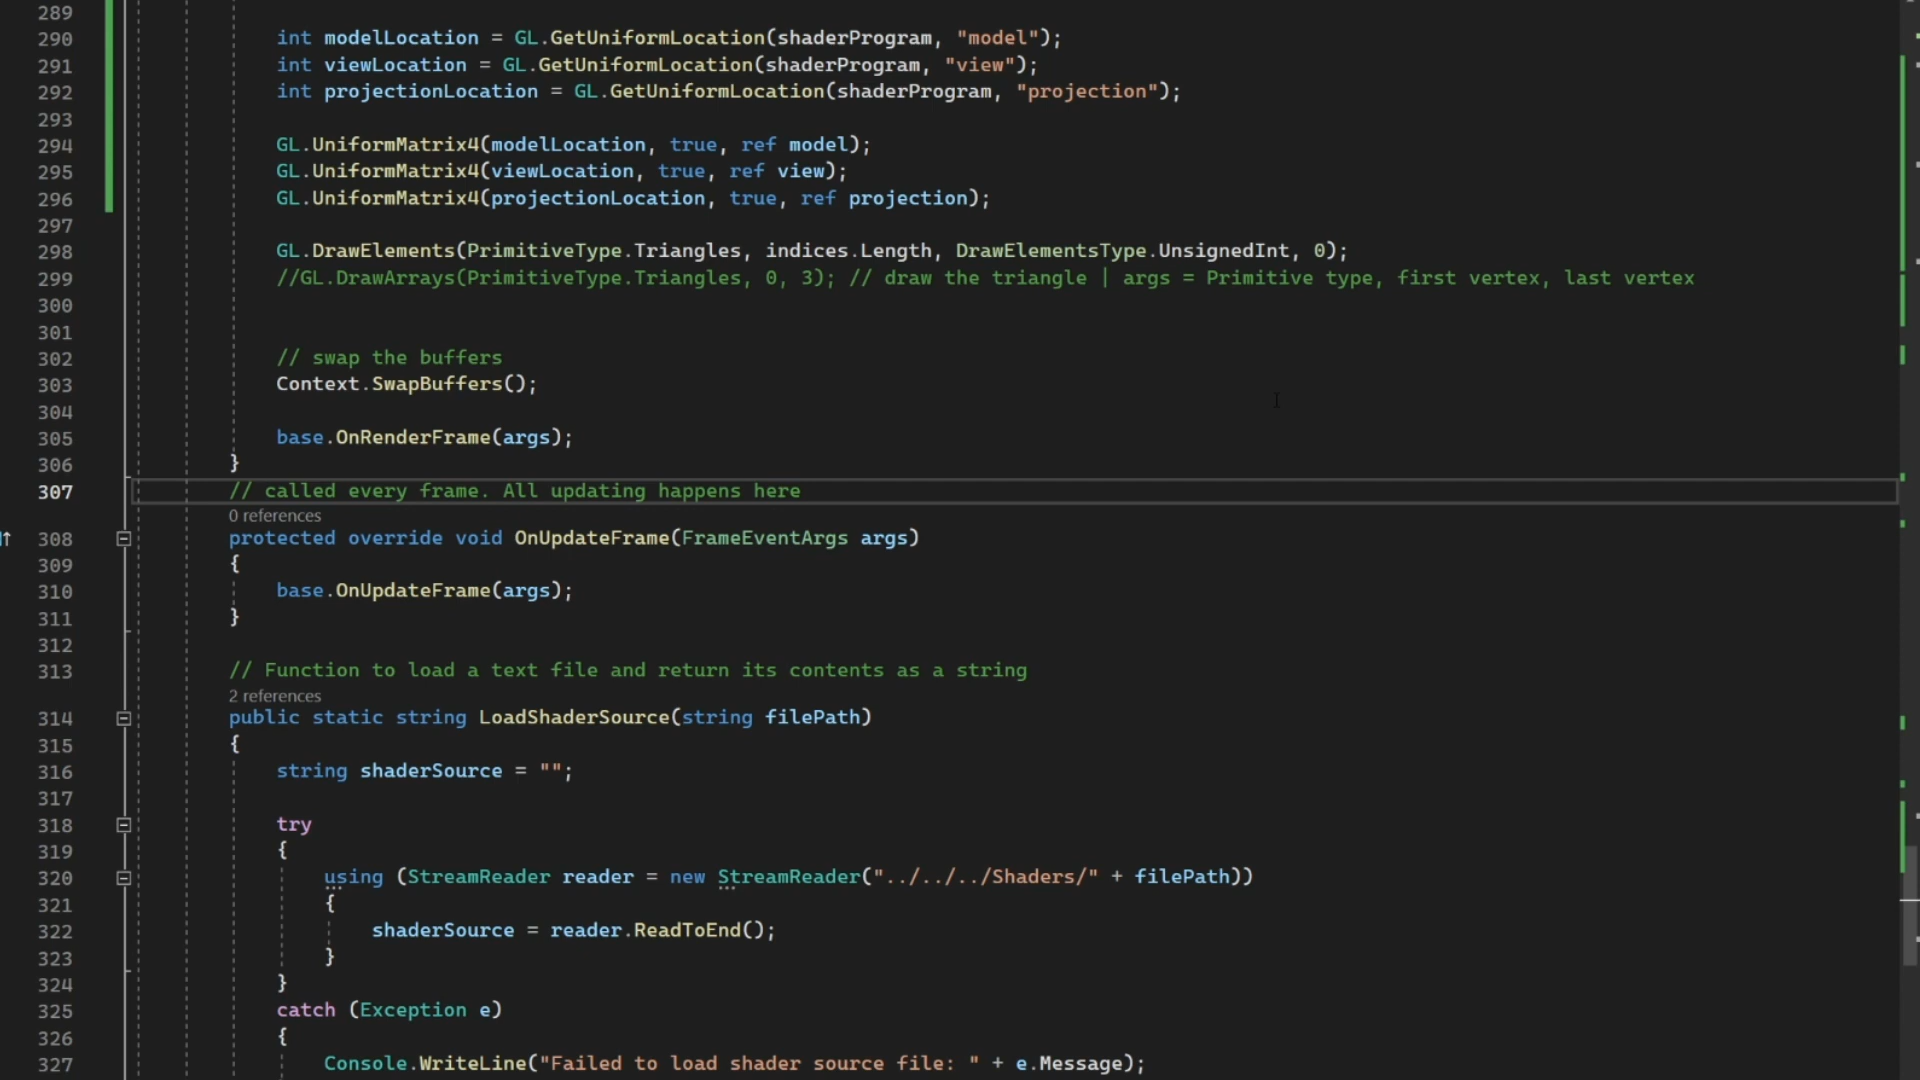 289
290 int modelLocation = GL.GetUniformLocation(shaderProgram, "model");
291 int viewLocation = GL.GetUniformLocation(shaderProgram, "view");
292 int projectionLocation = GL.GetUniformLocation(shaderProgram, "projection");
293
294 GL.UniformMatrix4(modelLocation, true, ref model);
295 GL.UniformMatrix4(viewLocation, true, ref view);
296 GL.UniformMatrix4(projectionLocation, true, ref projection);
297
298 GL.DrawElements(PrimitiveType.Triangles, indices.Length, DrawElementsType.UnsignedInt, 0);
299 //GL.DrawArrays(PrimitiveType.Triangles, 0, 3); // draw the triangle | args = Primitive type, first vertex, last vertex
300
301
302 // swap the buffers
303 Context.SwapBuffers();
304
305 base.OnRenderFrame(args);
306 }
307 // called every frame. All updating happens here
0 references
308 protected override void OnUpdateFrame(FrameEventArgs args)
309 {
310 base.OnUpdateFrame(args);
311 }
312
313 // Function to load a text file and return its contents as a string
2 references
314 public static string LoadShaderSource(string filePath)
315 {
316 string shaderSource = "";
317
318 try
319 {
320 using (StreamReader reader = new StreamReader("../../../Shaders/" + filePath))
321 {
322 shaderSource = reader.ReadToEnd();
323 }
324 }
325 catch (Exception e)
326 {
327 Console.WriteLine("Failed to load shader source file: " + e.Message);